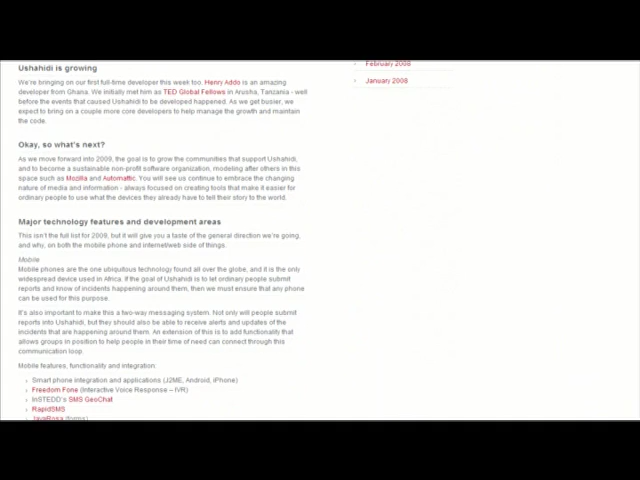 Ushahidi is growing
We're bringing on our first full-time developer this week too. Henry Addo is an amazing
developer from Ghana. We initially met him as TED Global Fellows in Arusha, Tanzania - well
before the events that caused Ushahidi to be developed happened. As we get busier, we
expect to bring on a couple more core developers to help manage the growth and maintain
the code.
Okay, so what's next?
As we move forward into 2009, the goal is to grow the communities that support Ushahidi,
and to become a sustainable non-profit software organization, modeling after others in this
space such as Mozilla and Automattic. You will see us continue to embrace the changing
nature of media and information - always focused on creating tools that make it easier for
ordinary people to use what the devices they already have to tell their story to the world.
Major technology features and development areas
This isn't the full list for 2009, but it will give you a taste of the general direction we're going,
and why, on both the mobile phone and internet/web side of things.
Mobile
Mobile phones are the one ubiquitous technology found all over the globe, and it is the only
widespread device used in Africa. If the goal of Ushahidi is to let ordinary people submit
reports and know of incidents happening around them, then we must ensure that any phone
can be used for this purpose.
It's also important to make this a two-way messaging system. Not only will people submit
reports into Ushahidi, but they should also be able to receive alerts and updates of the
incidents that are happening around them. An extension of this is to add functionality that
allows groups in position to help people in their time of need can connect through this
communication loop.
Mobile features, functionality and integration:
› Smart phone integration and applications (J2ME, Android, iPhone)
› Freedom Fone (Interactive Voice Response – IVR)
› InSTEDD's SMS GeoChat
› RapidSMS
› JavaRosa (forms)
› February 2008
› January 2008